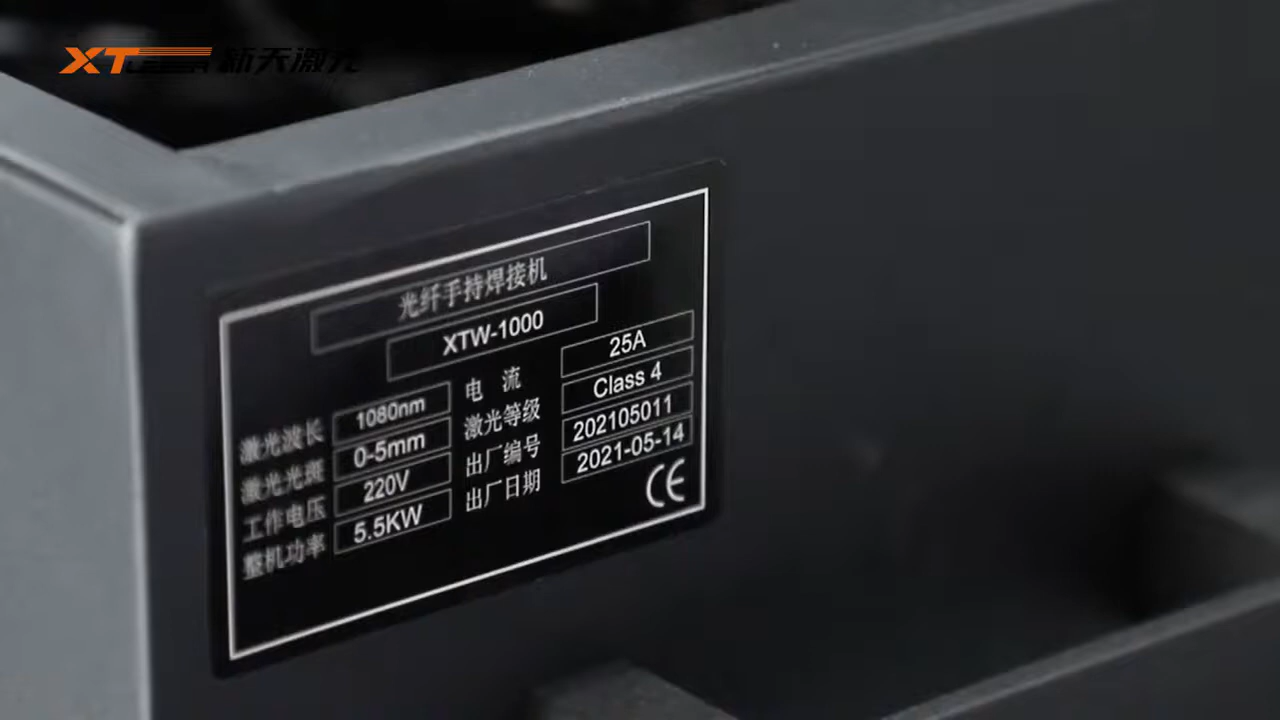 XT LASER 新天激光
光纤手持焊接机
XTW-1000
激光波长 1080nm 电 流 25A
激光光斑 0-5mm 激光等级 Class 4
工作电压 220V 出厂编号 202105011
整机功率 5.5KW 出厂日期 2021-05-14
CE